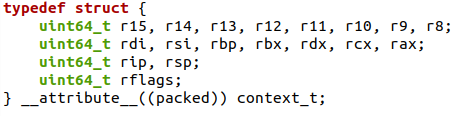 typedef struct {
    uint64_t r15, r14, r13, r12, r11, r10, r9, r8;
    uint64_t rdi, rsi, rbp, rbx, rdx, rcx, rax;
    uint64_t rip, rsp;
    uint64_t rflags;
} __attribute__((packed)) context_t;